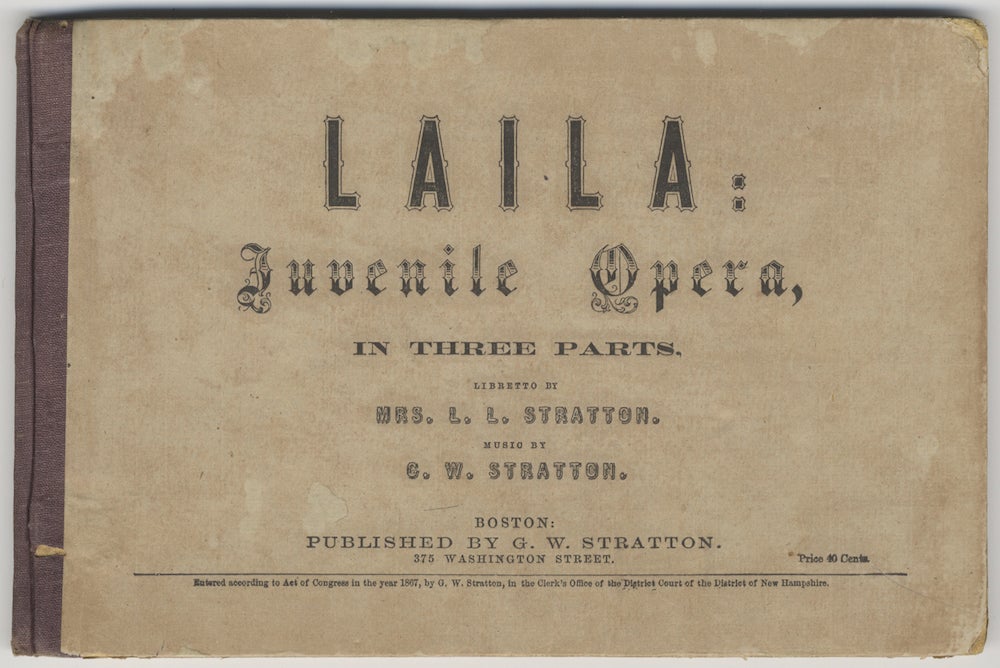 LAILA:
Juvenile Opera,
IN THREE PARTS.
LIBRETTO BY
MRS. L. L. STRATTON.
MUSIC BY
G. W. STRATTON.
BOSTON:
PUBLISHED BY G. W. STRATTON.
375 WASHINGTON STREET.
Price 40 Cents.
Entered according to Act of Congress in the year 1867, by G. W. Stratton, in the Clerk's Office of the District Court of the District of New Hampshire.